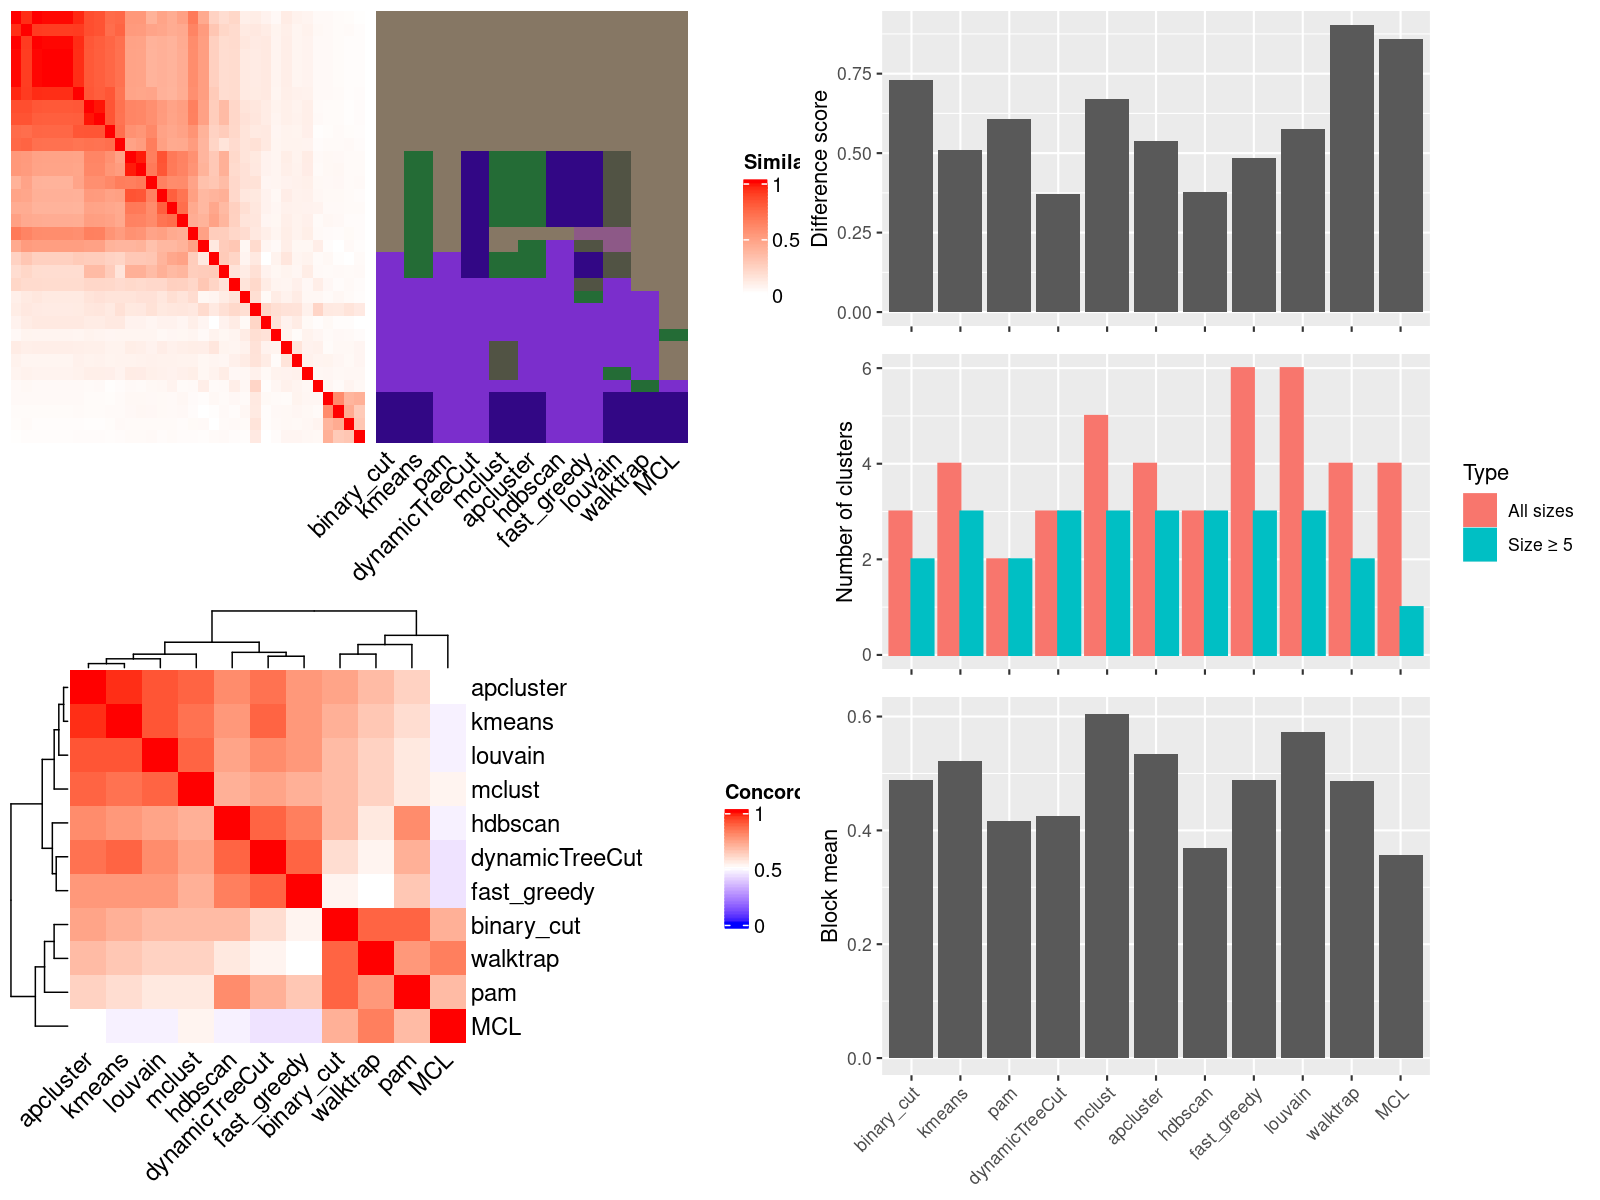 Simila
1
0.5
0
binary_cut
kmeans
pam
dynamicTreeCut
mclust
apcluster
hdbscan
fast_greedy
louvain
walktrap
MCL
apcluster
kmeans
louvain
mclust
hdbscan
dynamicTreeCut
fast_greedy
binary_cut
walktrap
pam
MCL
Concord
1
0.5
0
apcluster
kmeans
louvain
mclust
hdbscan
dynamicTreeCut
fast_greedy
binary_cut
walktrap
pam
MCL
Difference score
0.75
0.50
0.25
0.00
Number of clusters
6
4
2
0
Type
All sizes
Size ≥ 5
Block mean
0.6
0.4
0.2
0.0
binary_cut
kmeans
pam
dynamicTreeCut
mclust
apcluster
hdbscan
fast_greedy
louvain
walktrap
MCL